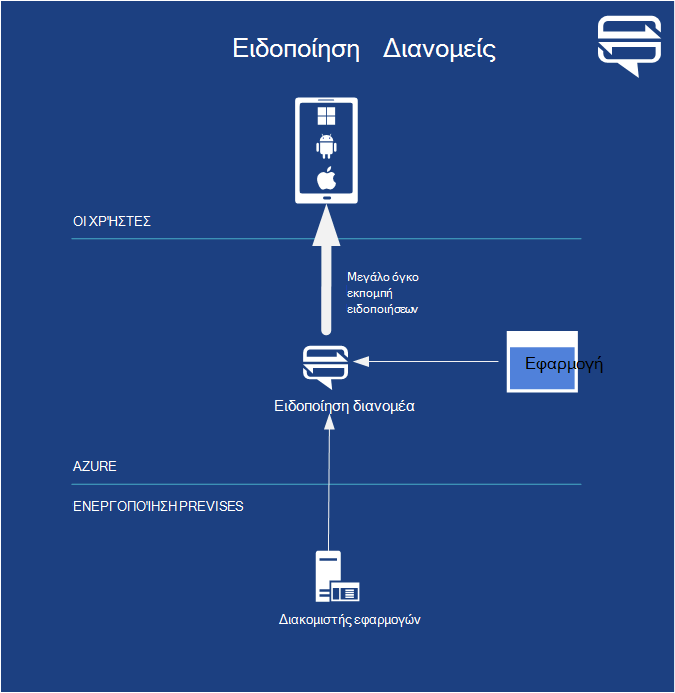 Ειδοποίηση Διανομείς
ΟΙ ΧΡΉΣΤΕΣ
Μεγάλο όγκο
εκπομπή
ειδοποιήσεων
Εφαρμογή
Ειδοποίηση διανομέα
AZURE
ΕΝΕΡΓΟΠΟΊΗΣΗ PREVISES
Διακομιστής εφαρμογών